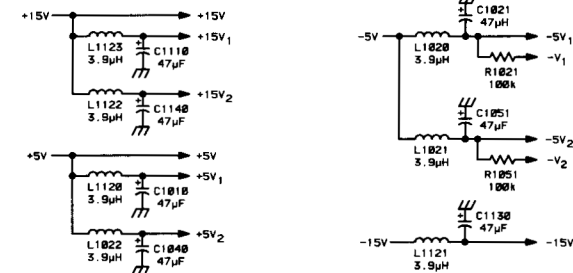 +15V
+15V
L1123
3.9µH
+15V1
C1110
47µF
L1122
3.9µH
+15V2
C1140
47µF
+5V
+5V
L1120
3.9µH
+5V1
C1010
47µF
L1022
3.9µH
+5V2
C1040
47µF
C1021
47µH
-5V
L1020
3.9µH
-5V1
-V1
R1021
100k
C1051
47µF
L1021
3.9µH
-5V2
-V2
R1051
100k
C1130
47µF
-15V
L1121
3.9µH
-15V